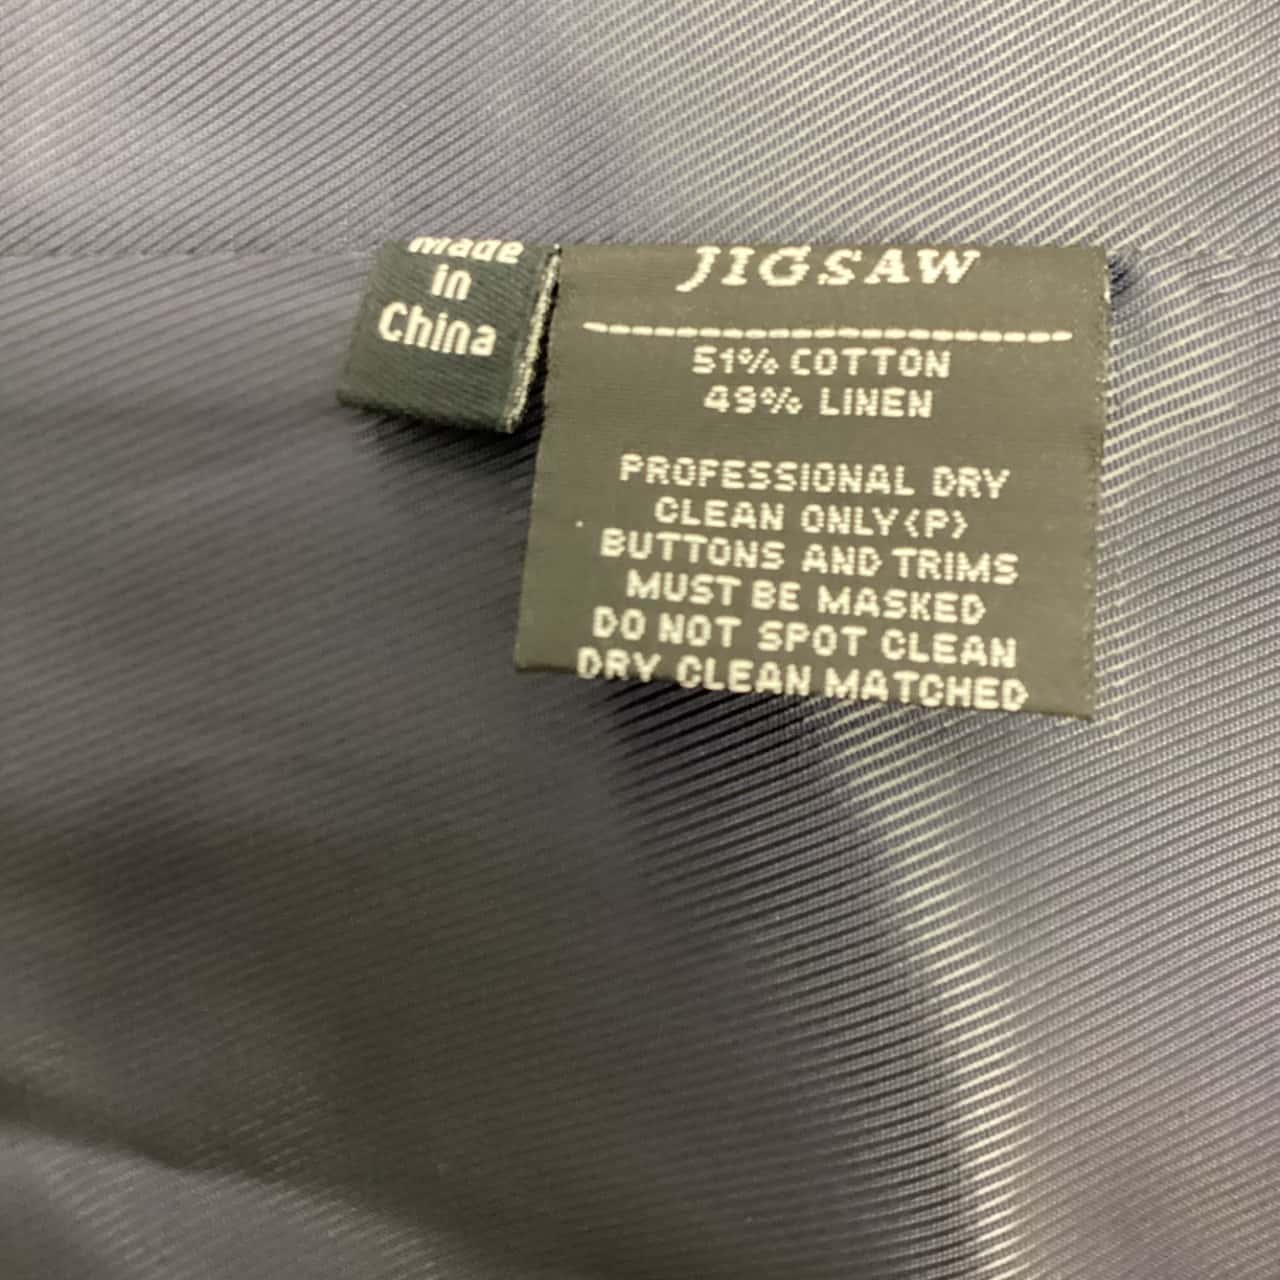 Made
in
China
JIGSAW
51% COTTON
49% LINEN
PROFESSIONAL DRY
CLEAN ONLY(P)
BUTTONS AND TRIMS
MUST BE MASKED
DO NOT SPOT CLEAN
DRY CLEAN MATCHED